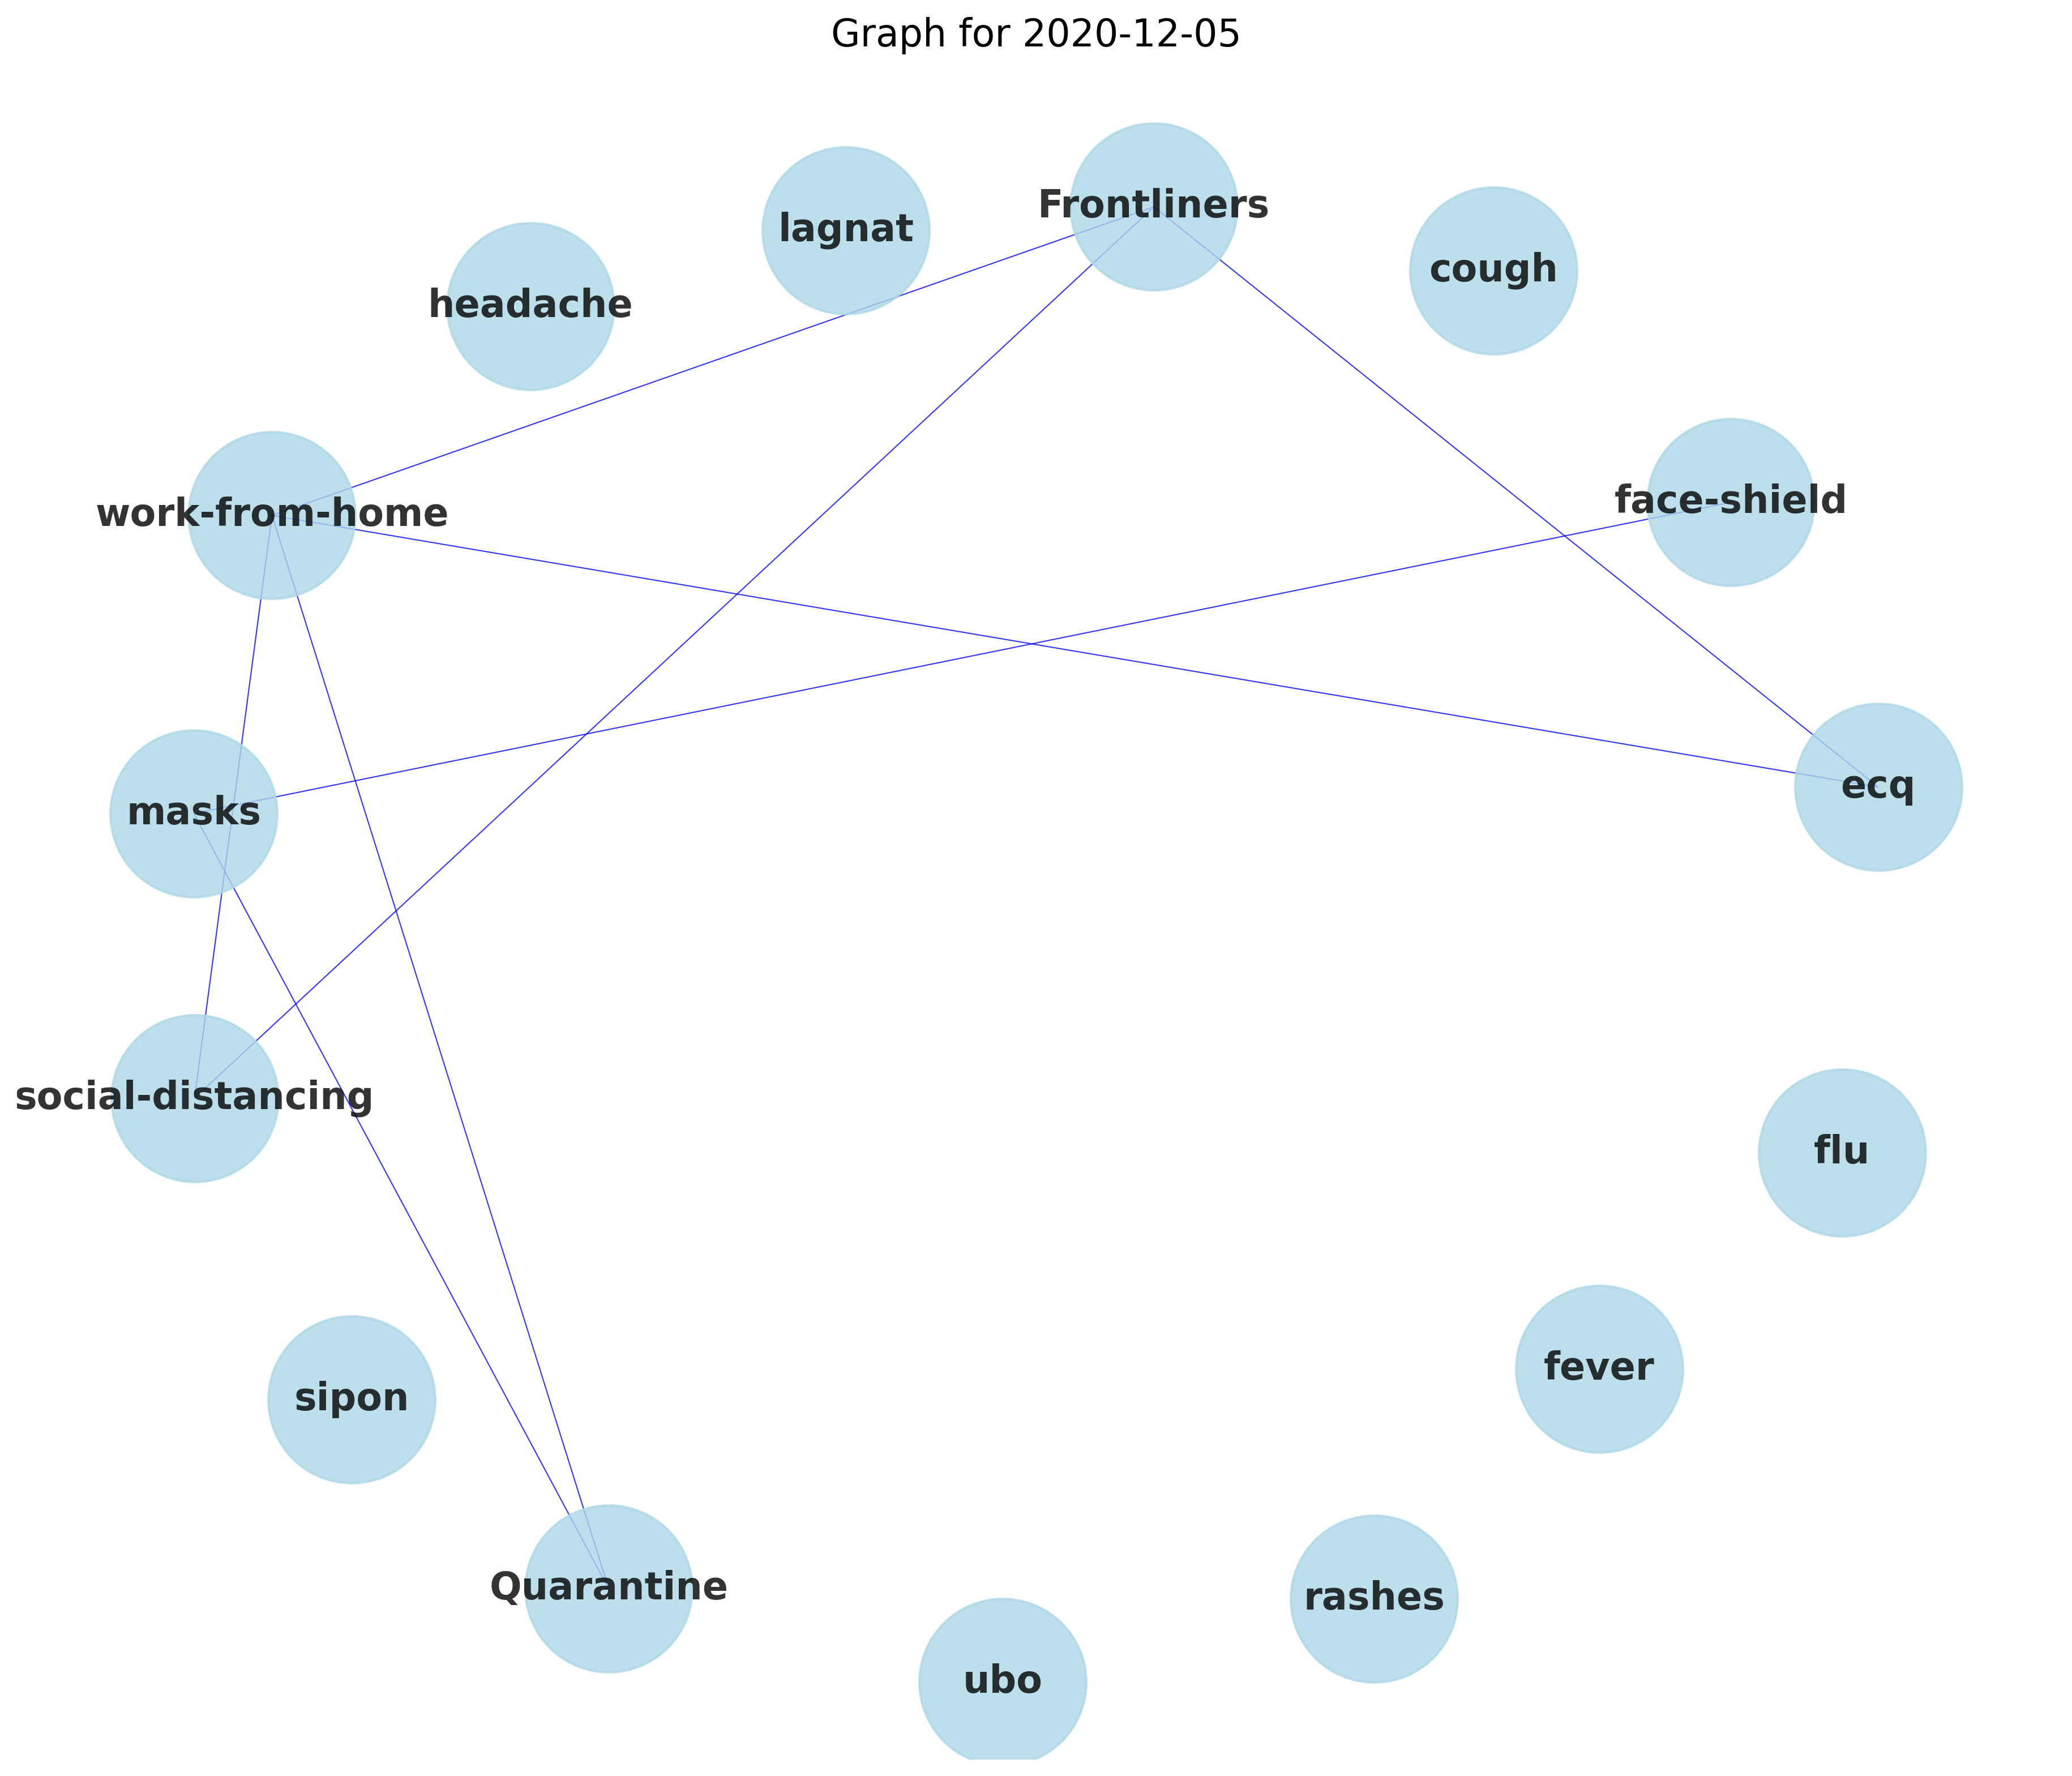 Graph for 2020-12-05
Frontliners
lagnat
cough
headache
face-shield
work-from-home
ecq
masks
social-distancing
flu
fever
sipon
Quarantine
rashes
ubo